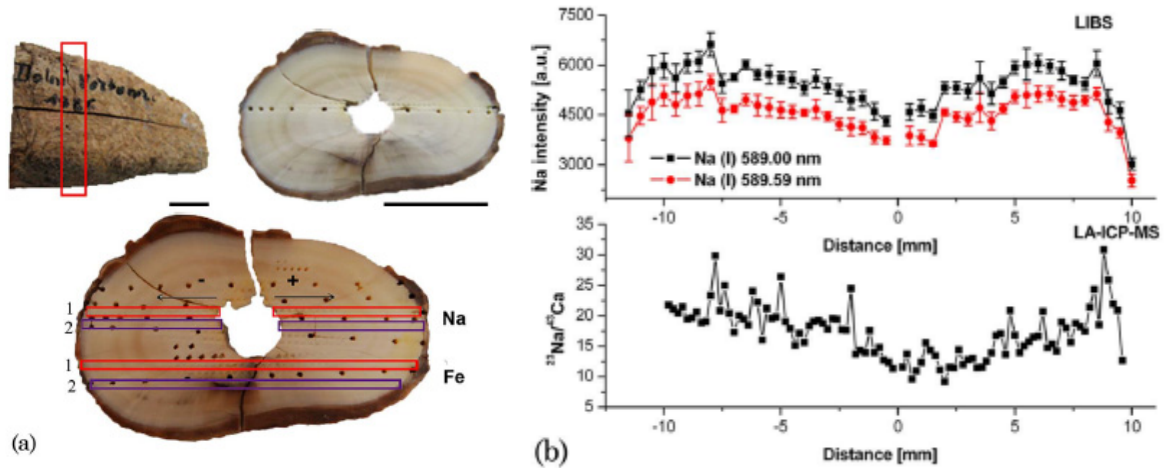 1
2
1
2
-
+
Na
Fe
(a)
(b)
Na intensity [a.u.]
7500
6000
4500
3000
LIBS
Na (I) 589.00 nm
Na (I) 589.59 nm
-10
-5
0
5
10
Distance [mm]
LA-ICP-MS
²³Na/⁴³Ca
35
30
25
20
15
10
5
-10
-5
0
5
10
Distance [mm]